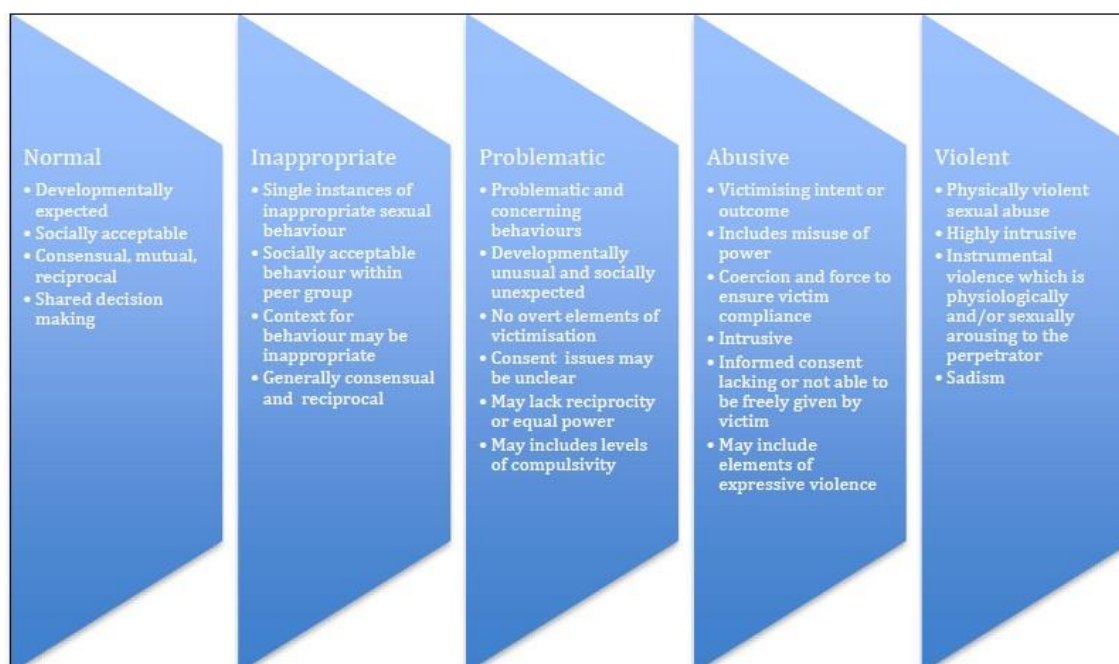 Normal
• Developmentally
expected
• Socially acceptable
• Consensual, mutual,
reciprocal
• Shared decision
making
Inappropriate
• Single instances of
inappropriate sexual
behaviour
• Socially acceptable
behaviour within
peer group
• Context for
behaviour may be
inappropriate
• Generally consensual
and reciprocal
Problematic
• Problematic and
concerning
behaviours
• Developmentally
unusual and socially
unexpected
• No overt elements of
victimisation
• Consent issues may
be unclear
• May lack reciprocity
or equal power
• May includes levels
of compulsivity
Abusive
• Victimising intent or
outcome
• Includes misuse of
power
• Coercion and force to
ensure victim
compliance
• Intrusive
• Informed consent
lacking or not able to
be freely given by
victim
• May include
elements of
expressive violence
Violent
• Physically violent
sexual abuse
• Highly intrusive
• Instrumental
violence which is
physiologically
and/or sexually
arousing to the
perpetrator
• Sadism